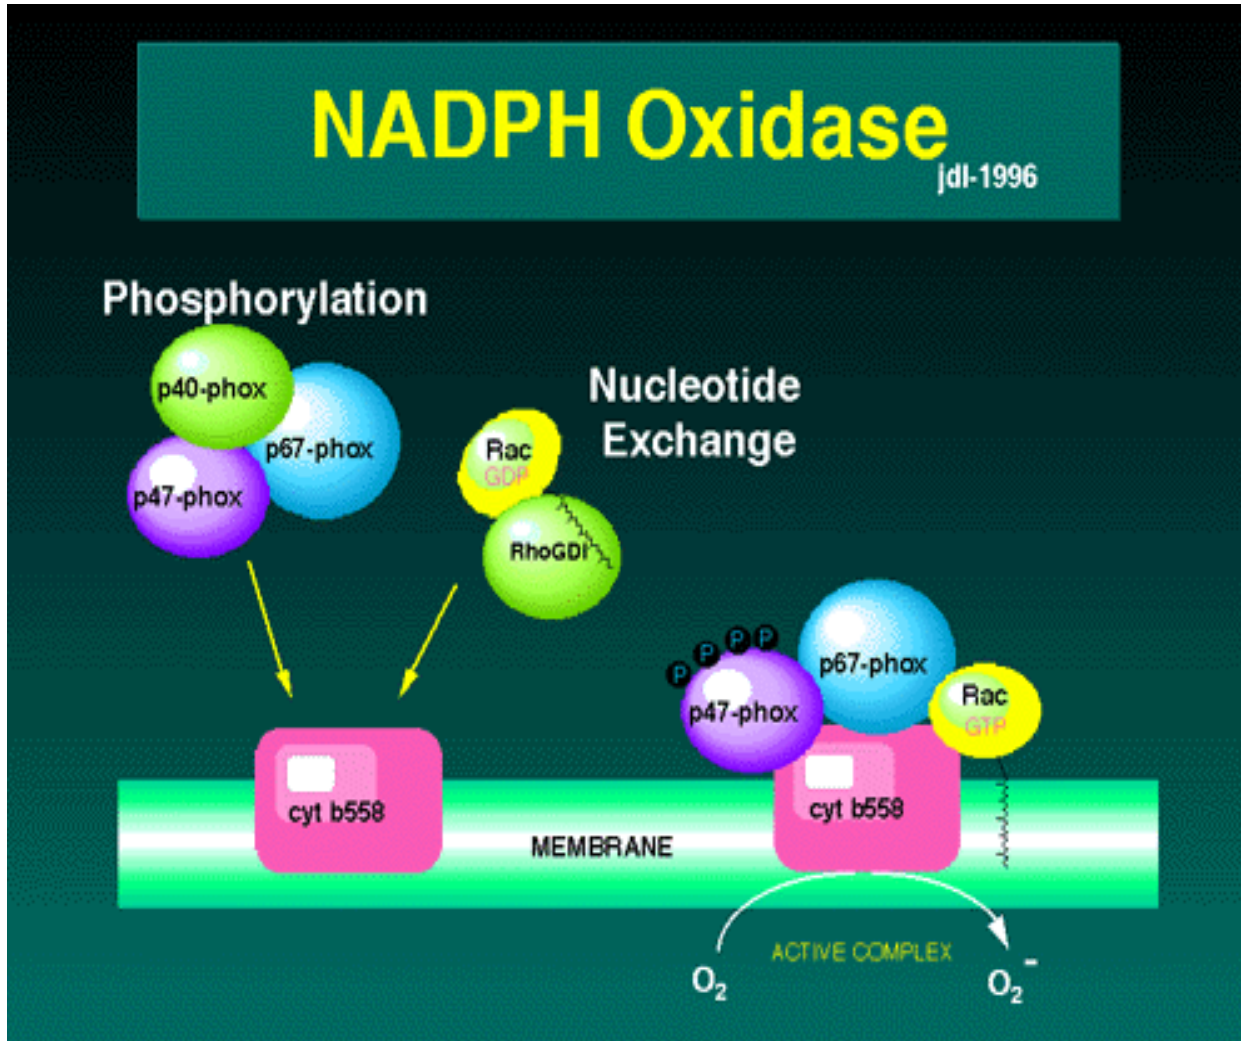 NADPH Oxidase
jdl-1996
Phosphorylation
p40-phox
p67-phox
p47-phox
Nucleotide
Exchange
Rac
GDP
RhoGDI
P P P P
p47-phox
p67-phox
Rac
GTP
cyt b558
MEMBRANE
cyt b558
ACTIVE COMPLEX
O₂
O₂⁻